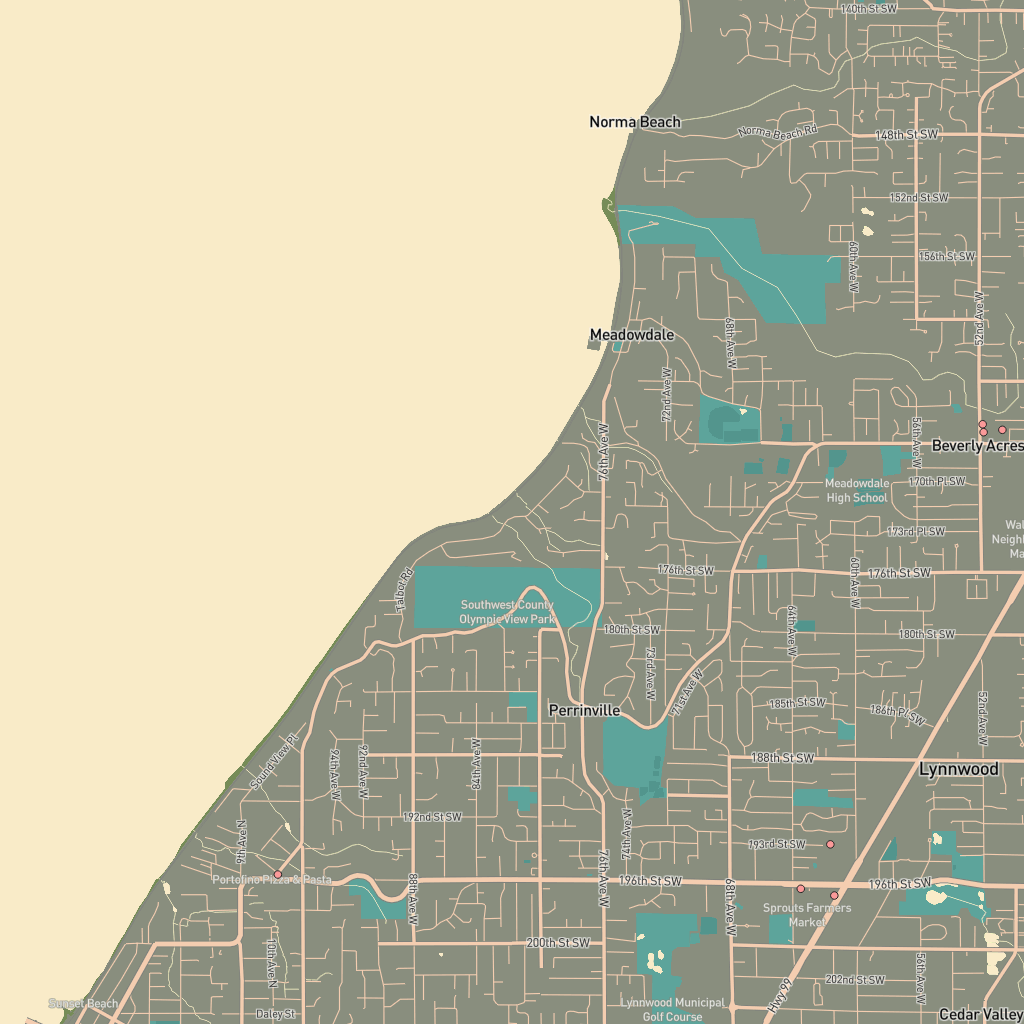 140th St SW
Norma Beach
Norma Beach Rd
148th St SW
152nd St SW
60th Ave W
156th St SW
52nd Ave W
Meadowdale
68th Ave W
72nd Ave W
76th Ave W
56th Ave W
Beverly Acres
Meadowdale
High School
170th Pl SW
173rd Pl SW
Wal
Neighb
Ma
Talbot Rd
176th St SW
176th St SW
60th Ave W
Southwest County
Olympic View Park
180th St SW
64th Ave W
180th St SW
73rd Ave W
71st Ave W
185th St SW
186th Pl SW
52nd Ave W
Perrinville
Sound View Pl
94th Ave W
92nd Ave W
84th Ave W
188th St SW
Lynnwood
192nd St SW
9th Ave N
74th Ave W
193rd St SW
Portofino Pizza & Pasta
88th Ave W
76th Ave W
196th St SW
68th Ave W
196th St SW
Sprouts Farmers
Market
10th Ave N
200th St SW
56th Ave W
202nd St SW
Sunset Beach
Daley St
Lynnwood Municipal
Golf Course
Hwy 99
Cedar Valley